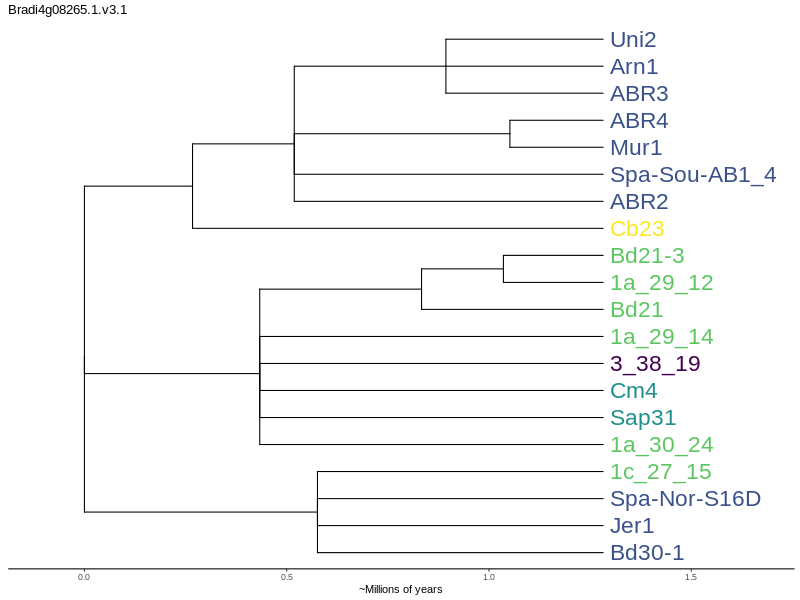 Bradi4g08265.1.v3.1
Uni2
Arn1
ABR3
ABR4
Mur1
Spa-Sou-AB1_4
ABR2
Cb23
Bd21-3
1a_29_12
Bd21
1a_29_14
3_38_19
Cm4
Sap31
1a_30_24
1c_27_15
Spa-Nor-S16D
Jer1
Bd30-1
0.0 0.5 1.0 1.5
~Millions of years